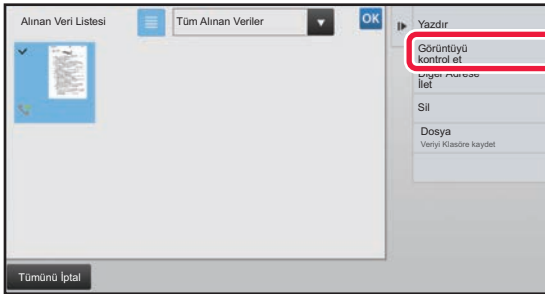 Alınan Veri Listesi
Tüm Alınan Veriler
OK
Yazdır
Görüntüyü
kontrol et
Diğer Adrese
İlet
Sil
Dosya
Veriyi Klasöre kaydet
Tümünü İptal